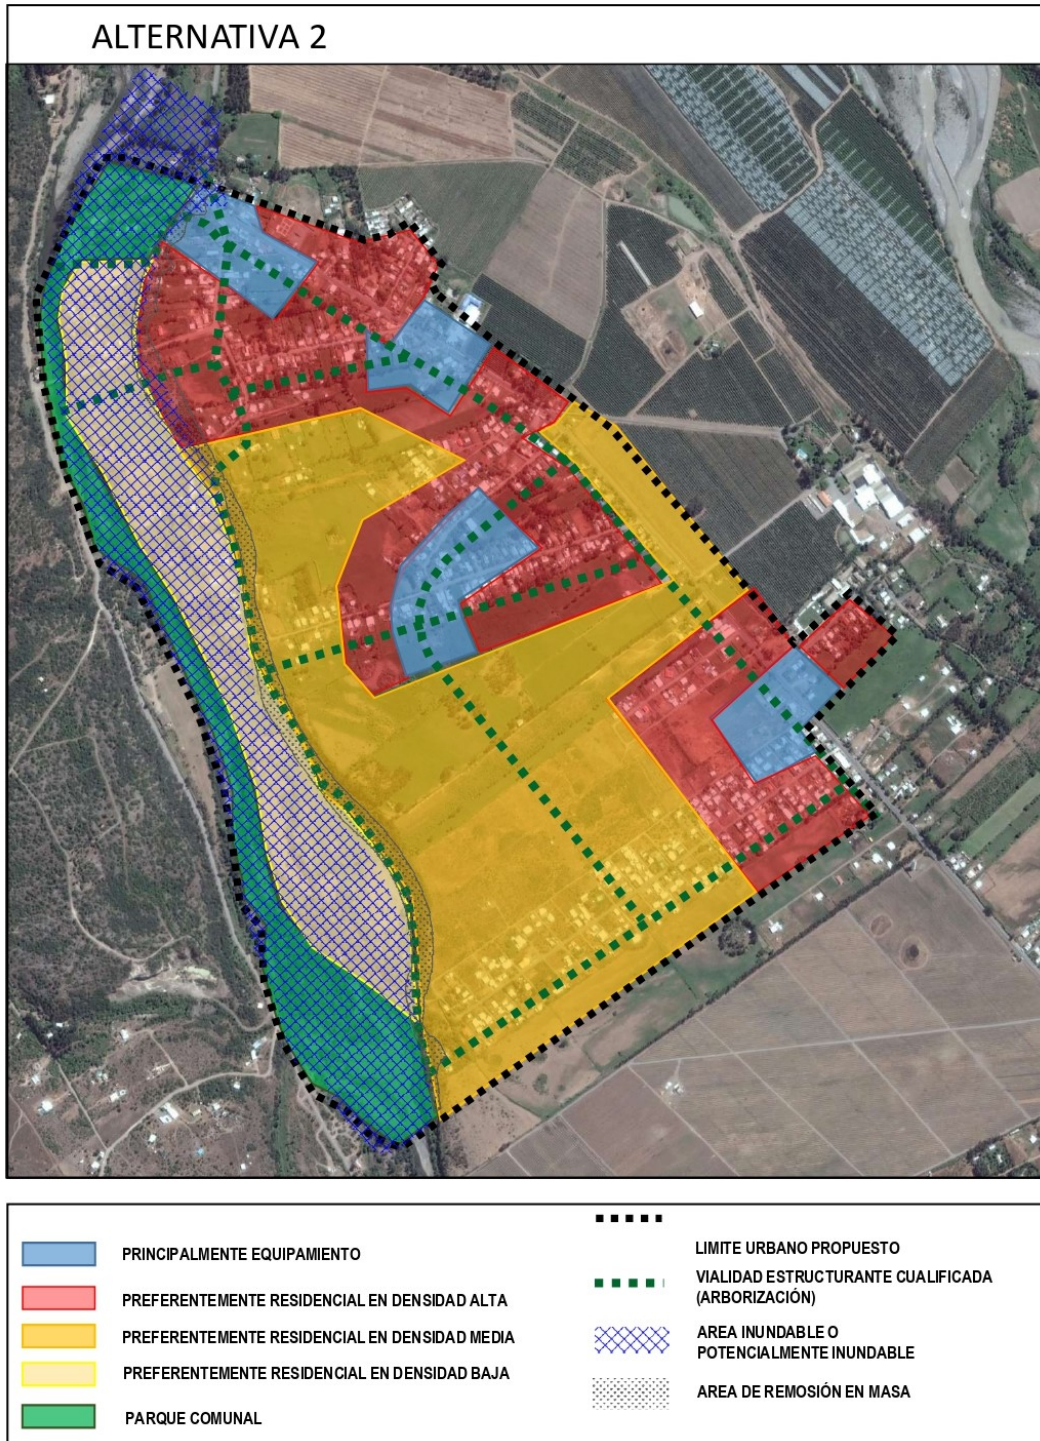 ALTERNATIVA 2
PRINCIPALMENTE EQUIPAMIENTO
PREFERENTEMENTE RESIDENCIAL EN DENSIDAD ALTA
PREFERENTEMENTE RESIDENCIAL EN DENSIDAD MEDIA
PREFERENTEMENTE RESIDENCIAL EN DENSIDAD BAJA
PARQUE COMUNAL
LIMITE URBANO PROPUESTO
VIALIDAD ESTRUCTURANTE CUALIFICADA
(ARBORIZACIÓN)
AREA INUNDABLE O
POTENCIALMENTE INUNDABLE
AREA DE REMOSIÓN EN MASA